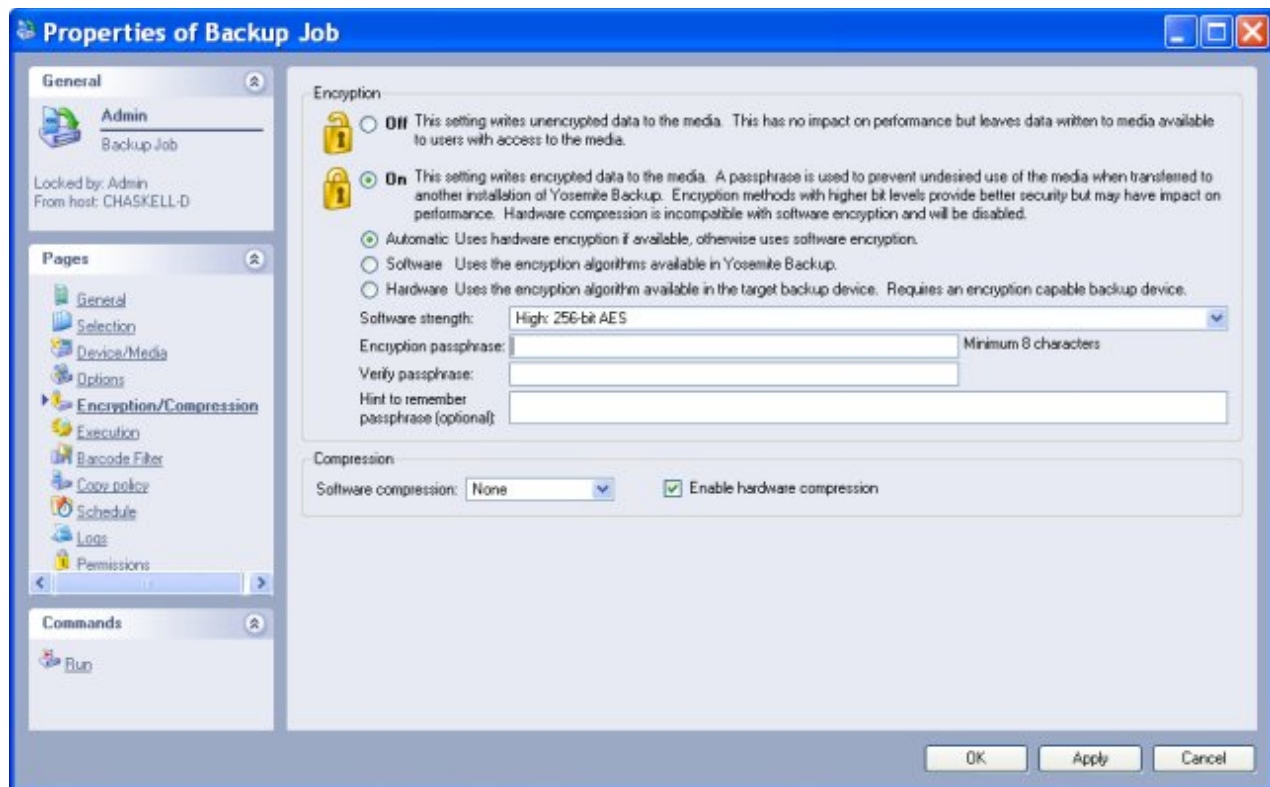 Properties of Backup Job
General
Admin
Backup Job
Locked by: Admin
From host: CHASKELL-D
Pages
General
Selection
Device/Media
Options
Encryption/Compression
Execution
Barcode Filter
Copy policy
Schedule
Logs
Permissions
Commands
Run
Encryption
Off This setting writes unencrypted data to the media. This has no impact on performance but leaves data written to media available
to users with access to the media.
On This setting writes encrypted data to the media. A passphrase is used to prevent undesired use of the media when transferred to
another installation of Yosemite Backup. Encryption methods with higher bit levels provide better security but may have impact on
performance. Hardware compression is incompatible with software encryption and will be disabled.
Automatic Uses hardware encryption if available, otherwise uses software encryption.
Software Uses the encryption algorithms available in Yosemite Backup.
Hardware Uses the encryption algorithm available in the target backup device. Requires an encryption capable backup device.
Software strength: High: 256-bit AES
Encryption passphrase: Minimum 8 characters
Verify passphrase:
Hint to remember
passphrase (optional):
Compression
Software compression: None Enable hardware compression
OK Apply Cancel